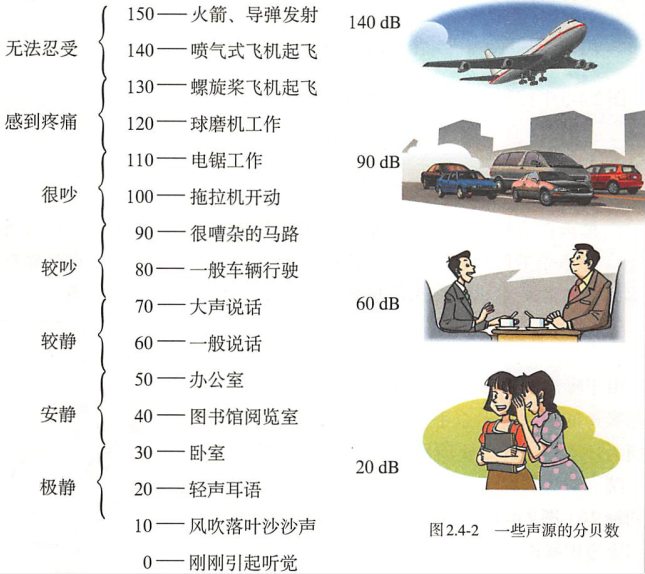 150 — 火箭、导弹发射
无法忍受
140 — 喷气式飞机起飞
130 — 螺旋桨飞机起飞
感到疼痛
120 — 球磨机工作
110 — 电锯工作
很吵
100 — 拖拉机开动
90 — 很嘈杂的马路
较吵
80 — 一般车辆行驶
70 — 大声说话
较静
60 — 一般说话
50 — 办公室
安静
40 — 图书馆阅览室
30 — 卧室
极静
20 — 轻声耳语
10 — 风吹落叶沙沙声
0 — 刚刚引起听觉
140 dB
90 dB
60 dB
20 dB
图2.4-2 一些声源的分贝数